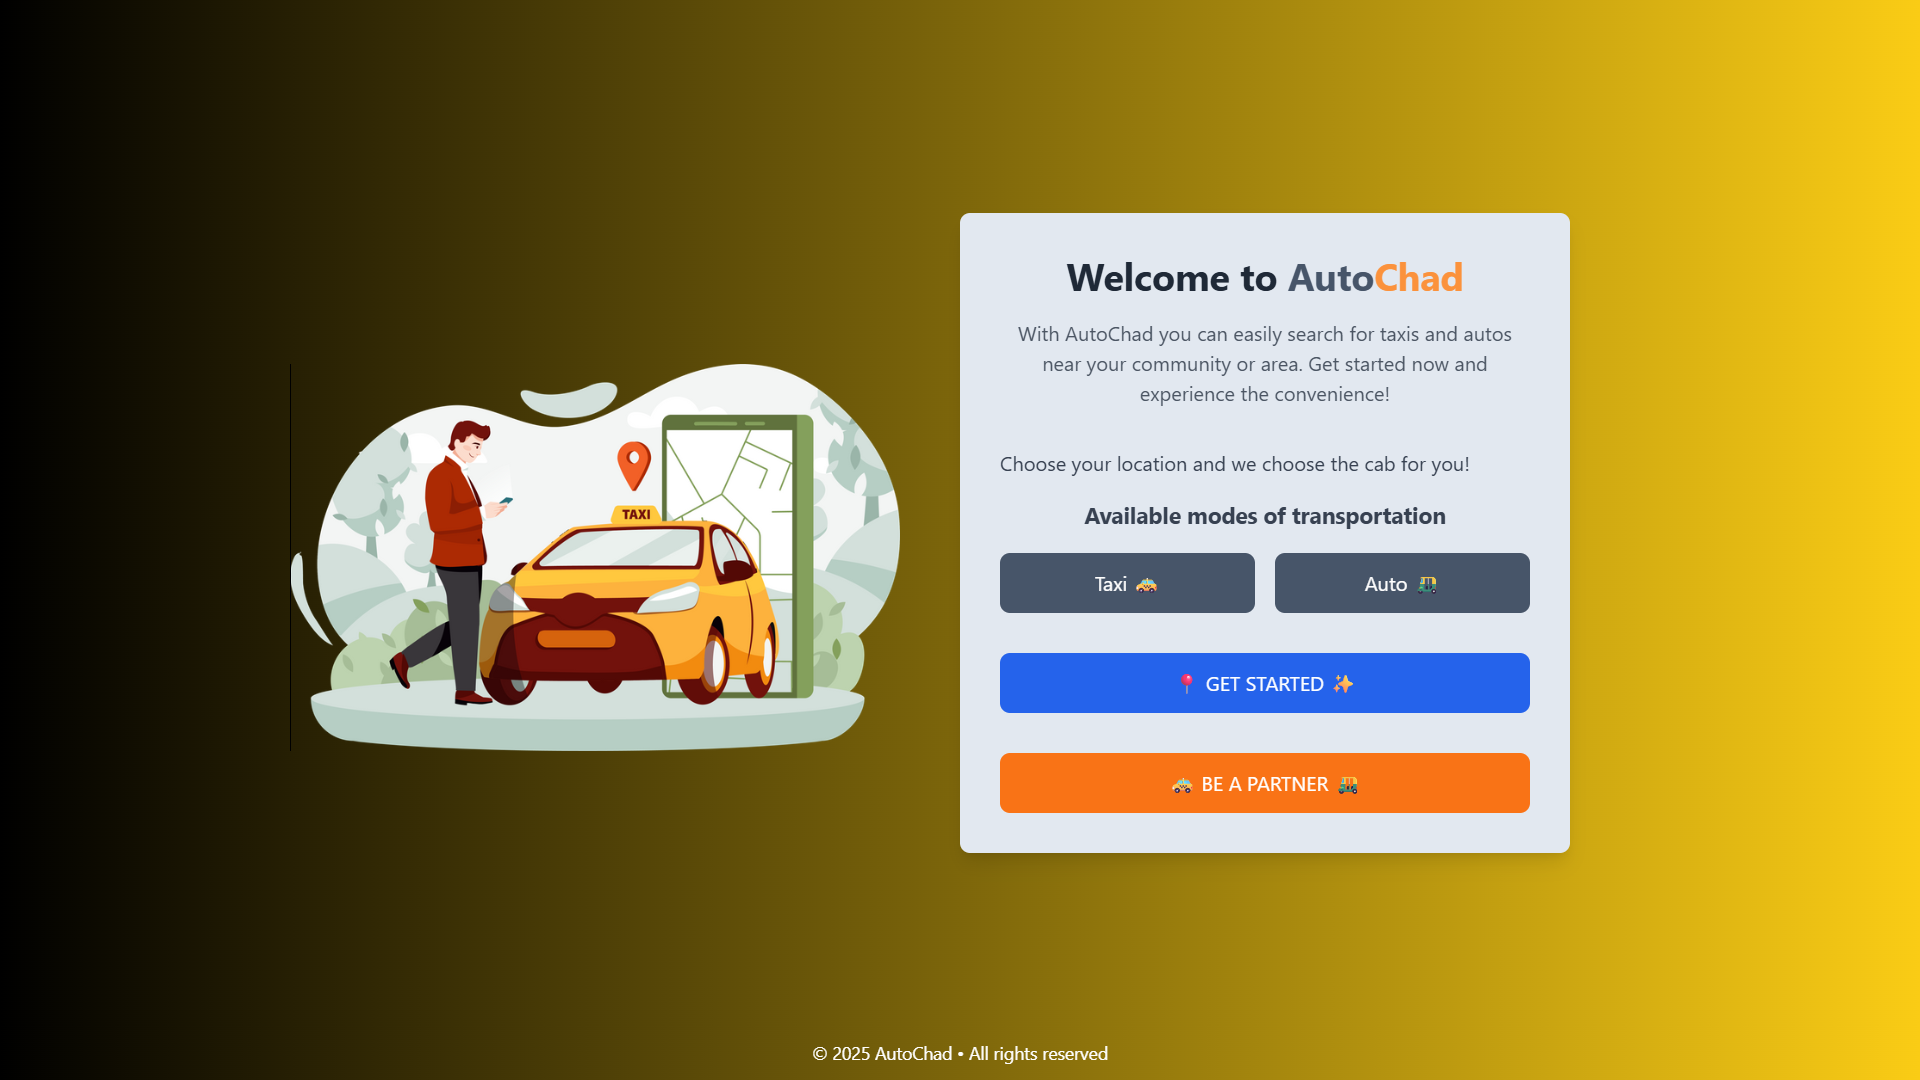 Welcome to AutoChad
With AutoChad you can easily search for taxis and autos
near your community or area. Get started now and
experience the convenience!
Choose your location and we choose the cab for you!
TAXI
Available modes of transportation
Taxi 🚕
Auto 🛺
📍 GET STARTED ✨
🚕 BE A PARTNER 🛺
© 2025 AutoChad • All rights reserved